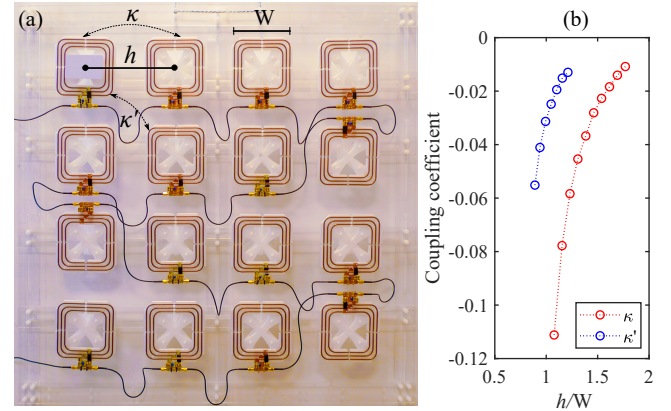 (a)
κ
W
h
κ'
(b)
Coupling coefficient
0
-0.02
-0.04
-0.06
-0.08
-0.1
-0.12
κ
κ'
0.5 1 1.5 2
h/W